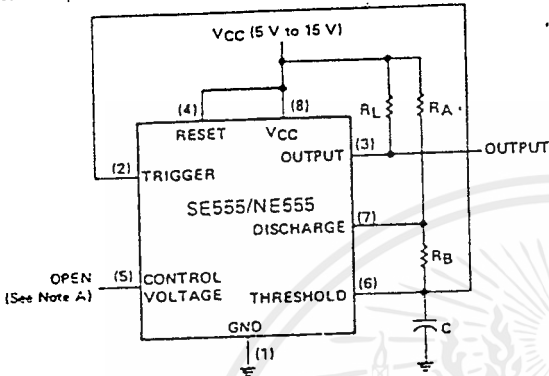 VCC (5 V to 15 V)
(4)
(8)
RL
RA
RESET
VCC
OUTPUT
(3)
OUTPUT
(2)
TRIGGER
SE555/NE555
(7)
DISCHARGE
RB
OPEN
(See Note A)
(5)
CONTROL
VOLTAGE
(6)
THRESHOLD
C
GND
(1)